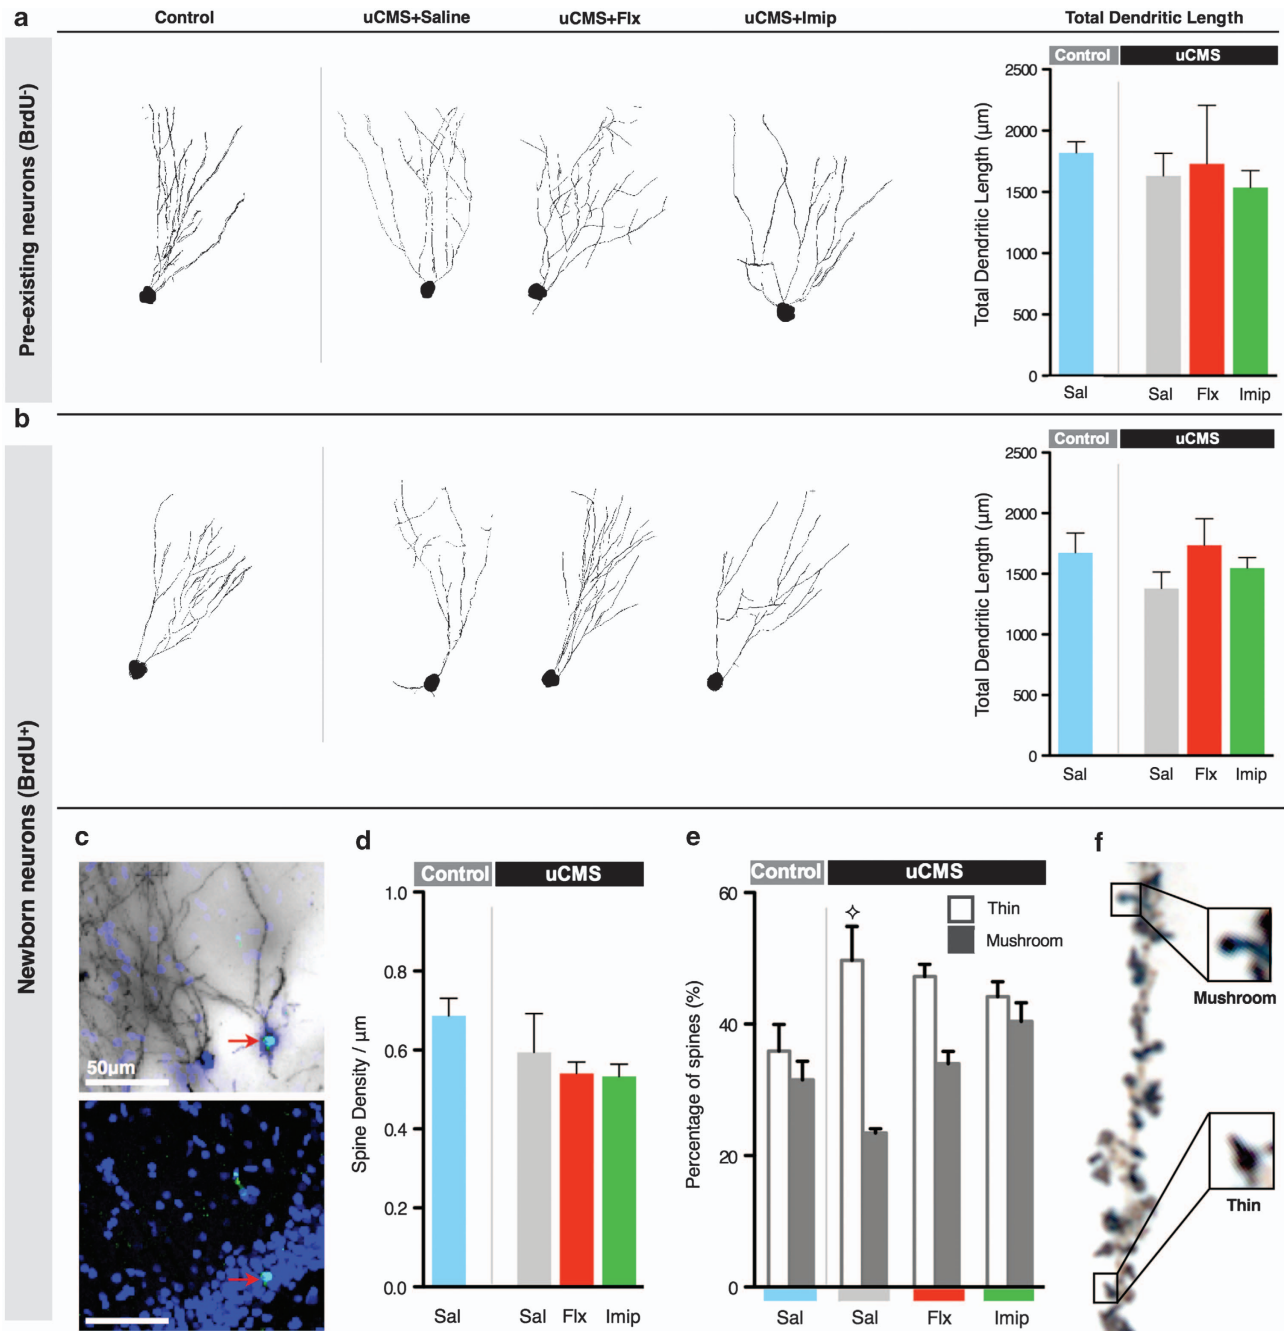 a
Control
uCMS+Saline
uCMS+Flx
uCMS+Imip
Total Dendritic Length
Pre-existing neurons (BrdU-)
Control
uCMS
Total Dendritic Length (µm)
2500
2000
1500
1000
500
0
Sal
Sal
Flx
Imip
b
Newborn neurons (BrdU+)
Control
uCMS
Total Dendritic Length (µm)
2500
2000
1500
1000
500
0
Sal
Sal
Flx
Imip
c
50µm
d
Control
uCMS
Spine Density / µm
1.0
0.8
0.6
0.4
0.2
0.0
Sal
Sal
Flx
Imip
e
Control
uCMS
Thin
Mushroom
Percentage of spines (%)
60
40
20
0
Sal
Sal
Flx
Imip
f
Mushroom
Thin